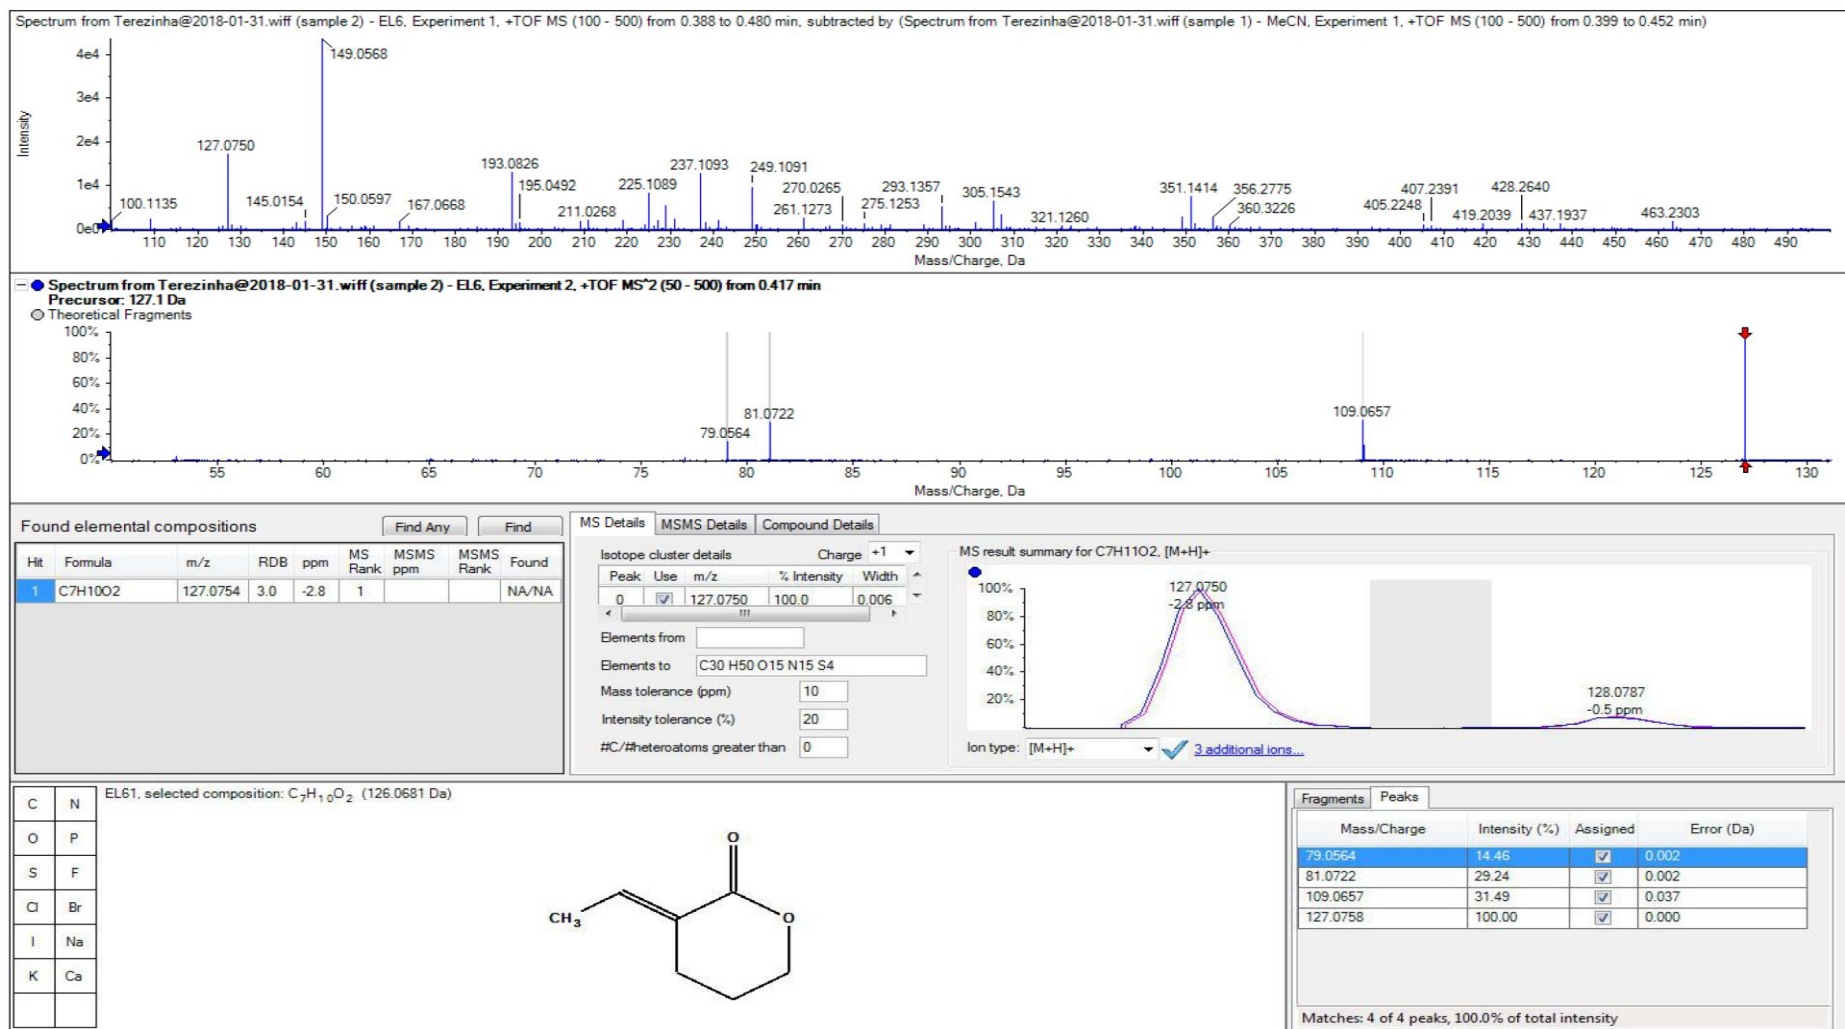 Spectrum from Terezinha@2018-01-31.wiff (sample 2) - EL6, Experiment 1, +TOF MS (100 - 500) from 0.388 to 0.480 min, subtracted by (Spectrum from Terezinha@2018-01-31.wiff (sample 1) - MeCN, Experiment 1, +TOF MS (100 - 500) from 0.399 to 0.452 min)
Intensity
4e4
3e4
2e4
1e4
0e0
149.0568
127.0750
100.1135
145.0154
150.0597
167.0668
193.0826
195.0492
211.0268
225.1089
237.1093
249.1091
261.1273
270.0265
275.1253
293.1357
305.1543
321.1260
351.1414
356.2775
360.3226
405.2248
407.2391
419.2039
428.2640
437.1937
463.2303
110 120 130 140 150 160 170 180 190 200 210 220 230 240 250 260 270 280 290 300 310 320 330 340 350 360 370 380 390 400 410 420 430 440 450 460 470 480 490
Mass/Charge, Da
Spectrum from Terezinha@2018-01-31.wiff (sample 2) - EL6, Experiment 2, +TOF MS^2 (50 - 500) from 0.417 min
Precursor: 127.1 Da
Theoretical Fragments
100%
80%
60%
40%
20%
0%
79.0564
81.0722
109.0657
55 60 65 70 75 80 85 90 95 100 105 110 115 120 125 130
Mass/Charge, Da
Found elemental compositions
Find Any
Find
Hit Formula m/z RDB ppm MS Rank MSMS ppm MSMS Rank Found
1 C7H10O2 127.0754 3.0 -2.8 1 NA/NA
MS Details MSMS Details Compound Details
Isotope cluster details
Charge +1
Peak Use m/z % Intensity Width
0 127.0750 100.0 0.006
Elements from
Elements to C30 H50 O15 N15 S4
Mass tolerance (ppm) 10
Intensity tolerance (%) 20
#C/#heteroatoms greater than 0
MS result summary for C7H11O2, [M+H]+
100%
80%
60%
40%
20%
127.0750
-2.8 ppm
128.0787
-0.5 ppm
Ion type: [M+H]+
3 additional ions...
C N
O P
S F
Cl Br
I Na
K Ca
EL61, selected composition: C₇H₁₀O₂ (126.0681 Da)
O
CH₃
O
Fragments Peaks
Mass/Charge Intensity (%) Assigned Error (Da)
79.0564 14.46 0.002
81.0722 29.24 0.002
109.0657 31.49 0.037
127.0758 100.00 0.000
Matches: 4 of 4 peaks, 100.0% of total intensity